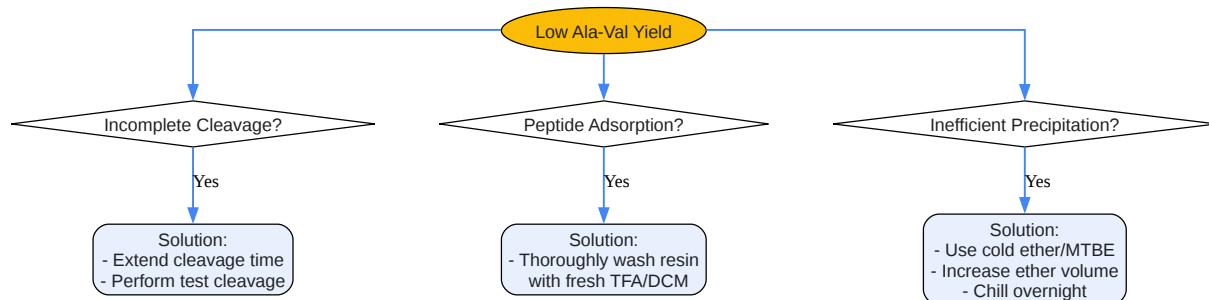 Low Ala-Val Yield
Incomplete Cleavage?
Peptide Adsorption?
Inefficient Precipitation?
Yes
Yes
Yes
Solution:
- Extend cleavage time
- Perform test cleavage
Solution:
- Thoroughly wash resin
with fresh TFA/DCM
Solution:
- Use cold ether/MTBE
- Increase ether volume
- Chill overnight